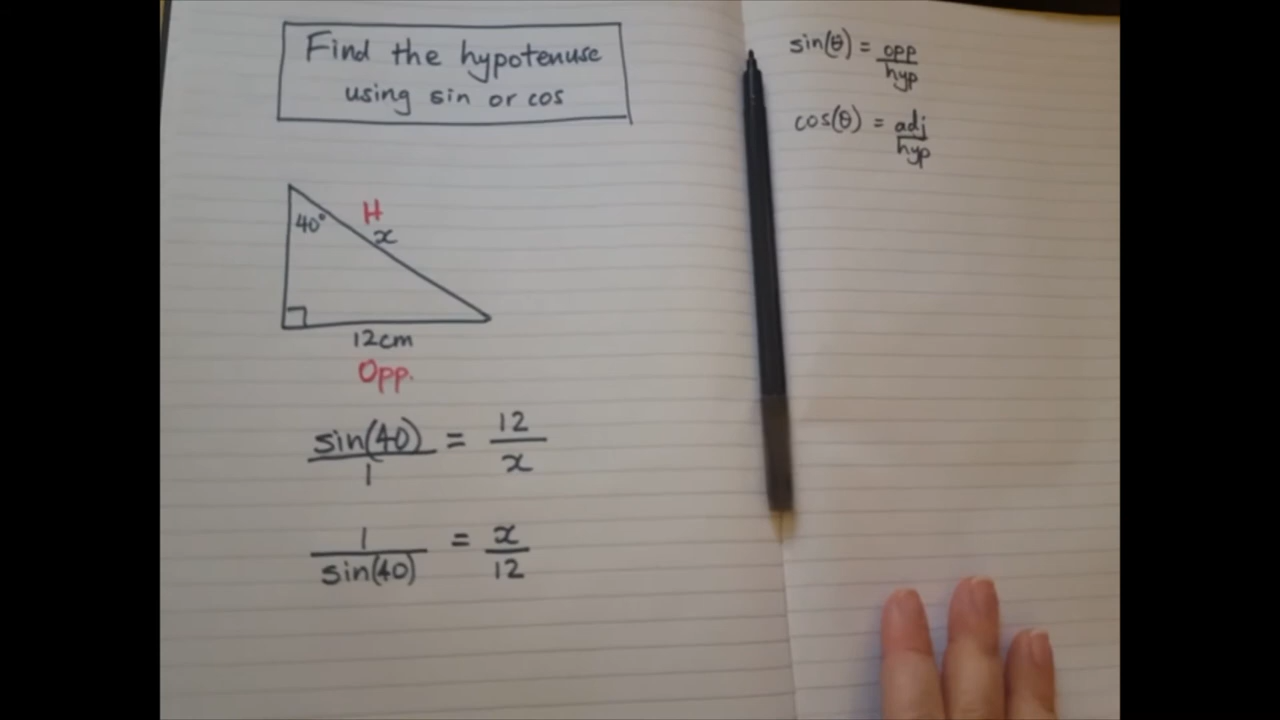 Find the hypotenuse
using sin or cos
sin(θ) = opp/hyp
cos(θ) = adj/hyp
40°
H
x
12cm
Opp.
sin(40)/1 = 12/x
1/sin(40) = x/12